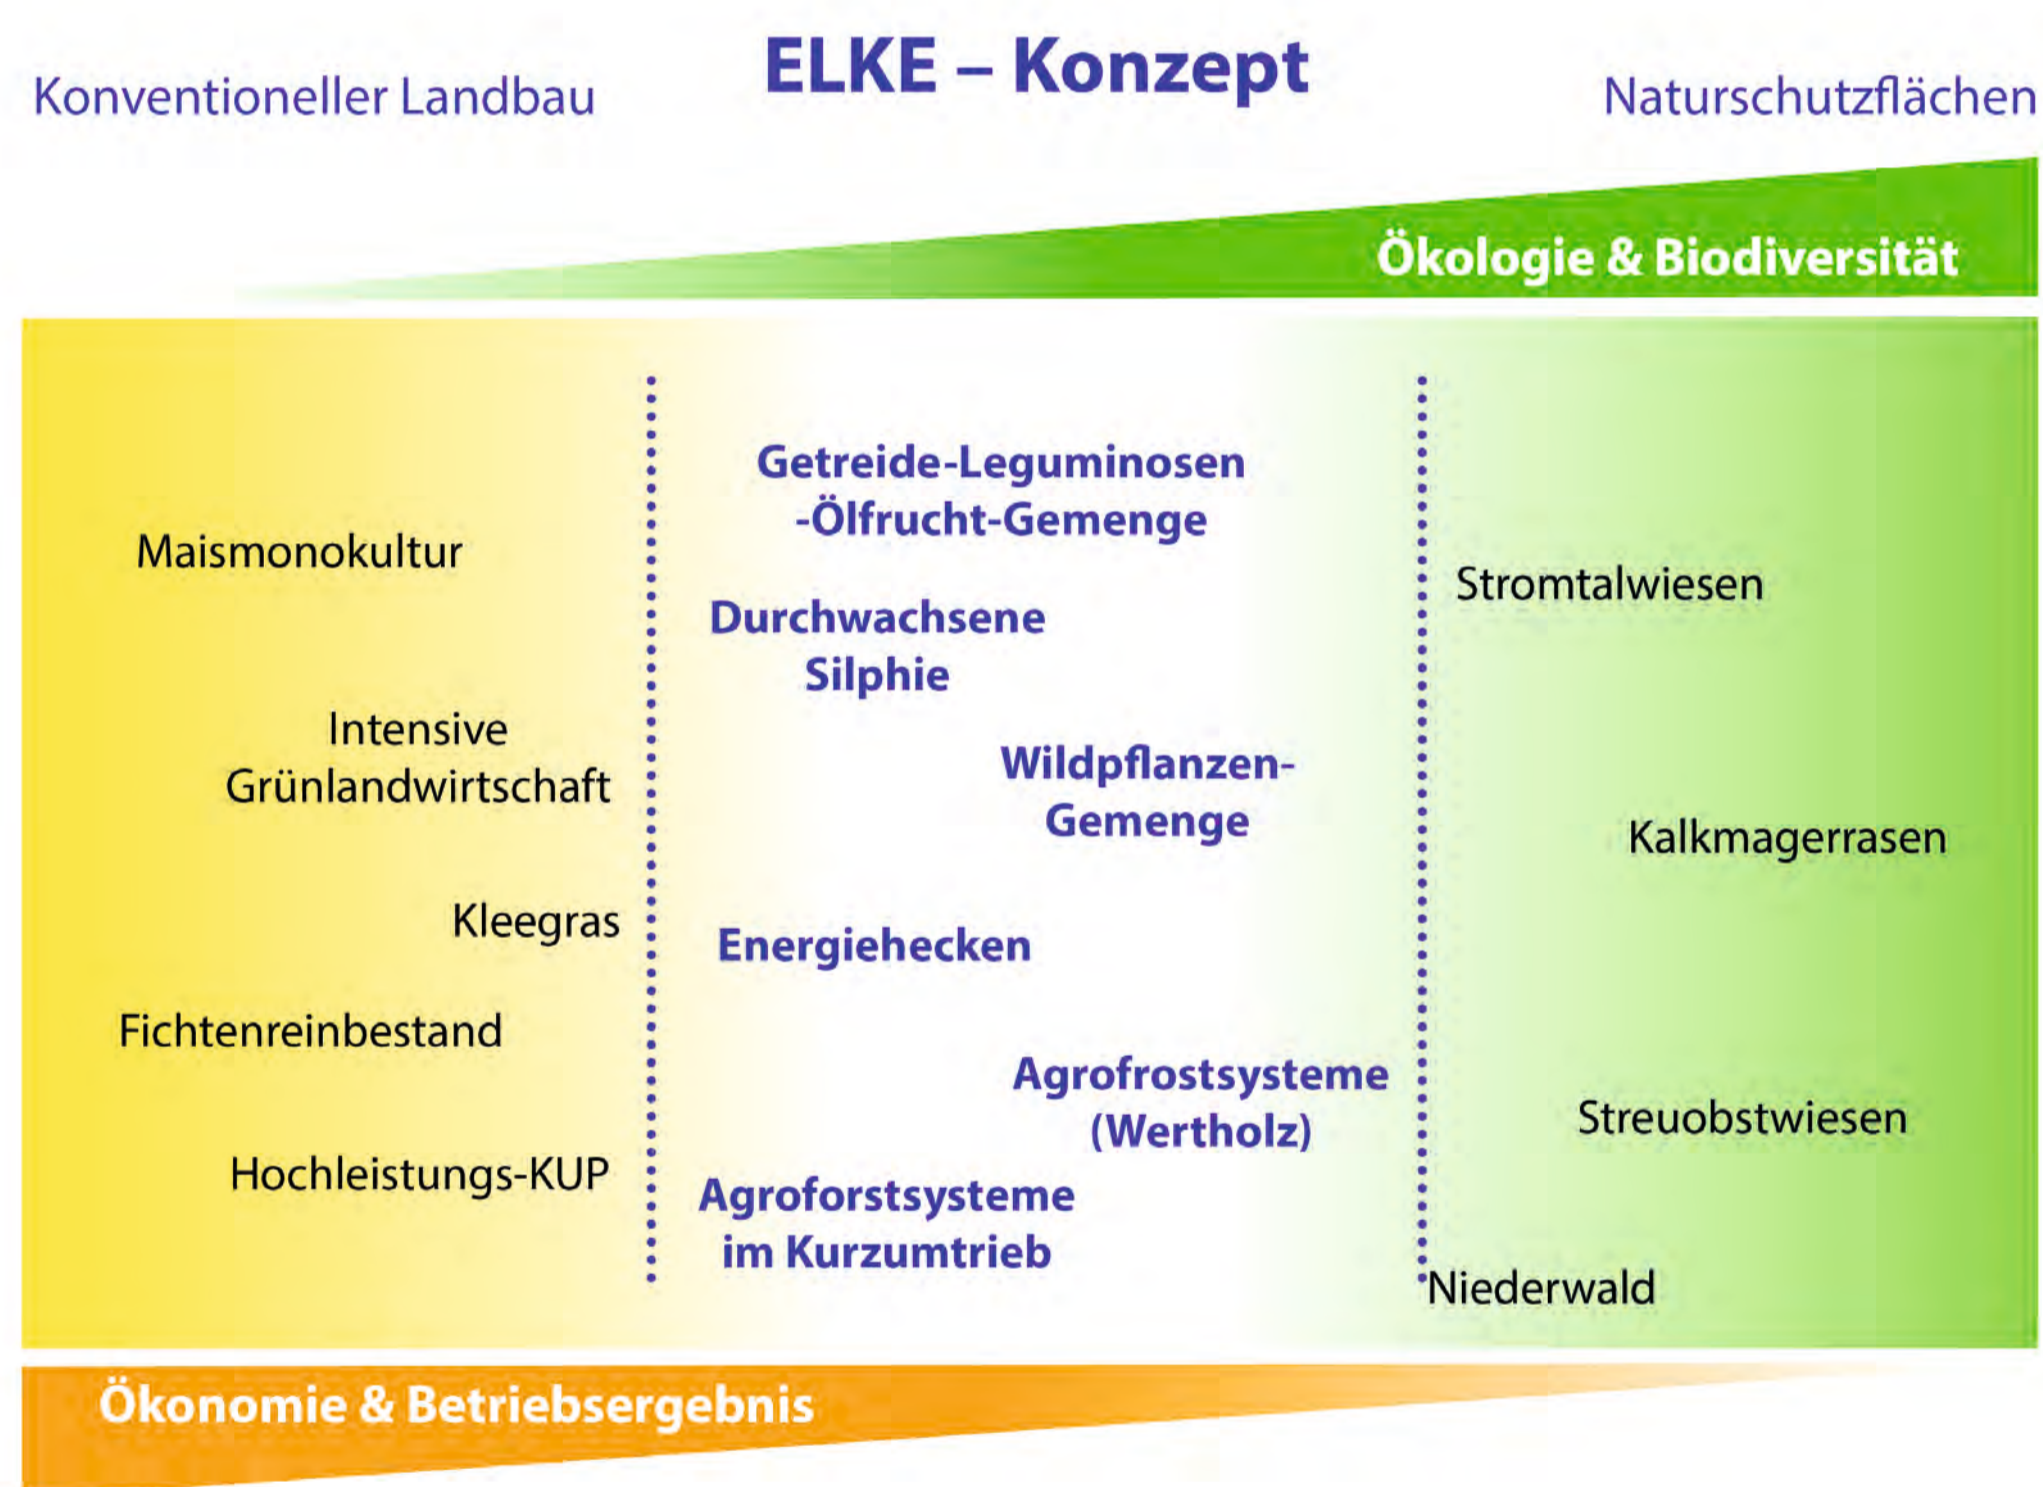 ELKE – Konzept
Konventioneller Landbau
Naturschutzflächen
Ökologie & Biodiversität
Maismonokultur
Intensive
Grünlandwirtschaft
Kleegras
Fichtenreinbestand
Hochleistungs-KUP
Getreide-Leguminosen
-Ölfrucht-Gemenge
Durchwachsene
Silphie
Wildpflanzen-
Gemenge
Energiehecken
Agrofrostsysteme
(Wertholz)
Agroforstsysteme
im Kurzumtrieb
Stromtalwiesen
Kalkmagerrasen
Streuobstwiesen
Niederwald
Ökonomie & Betriebsergebnis